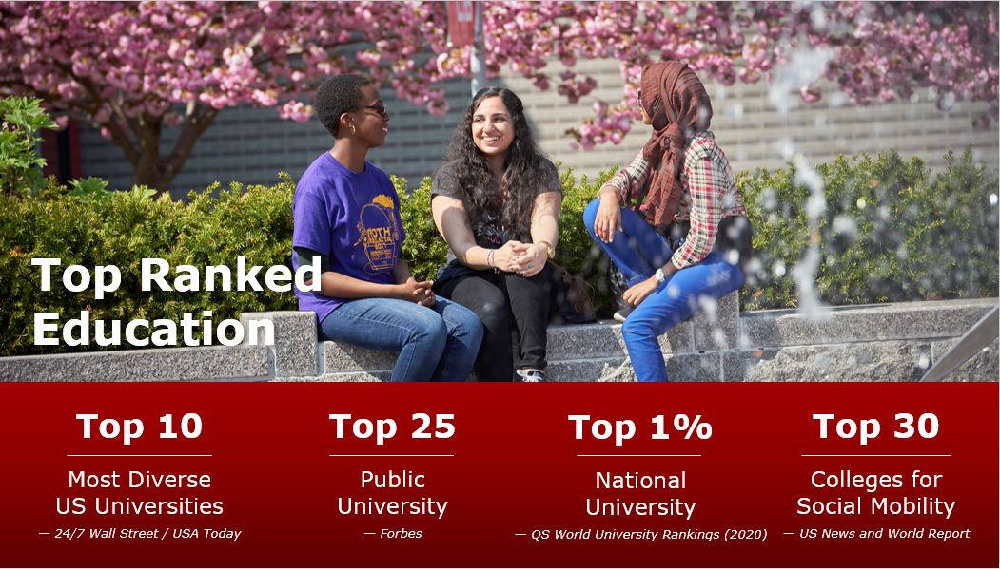 Top Ranked
Education
Top 10
Most Diverse
US Universities
— 24/7 Wall Street / USA Today
Top 25
Public
University
— Forbes
Top 1%
National
University
— QS World University Rankings (2020)
Top 30
Colleges for
Social Mobility
— US News and World Report